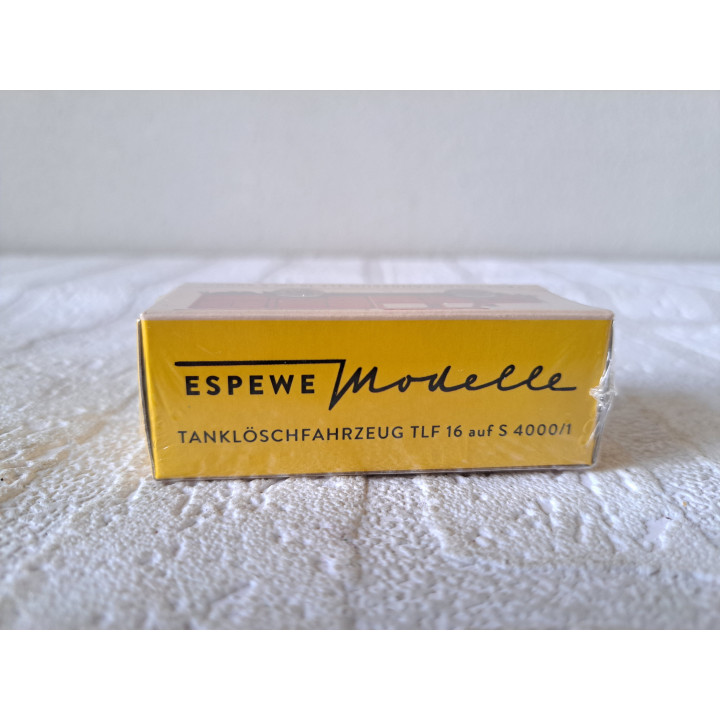 ESPEWE Modelle
TANKLÖSCHFAHRZEUG TLF 16 auf S 4000/1